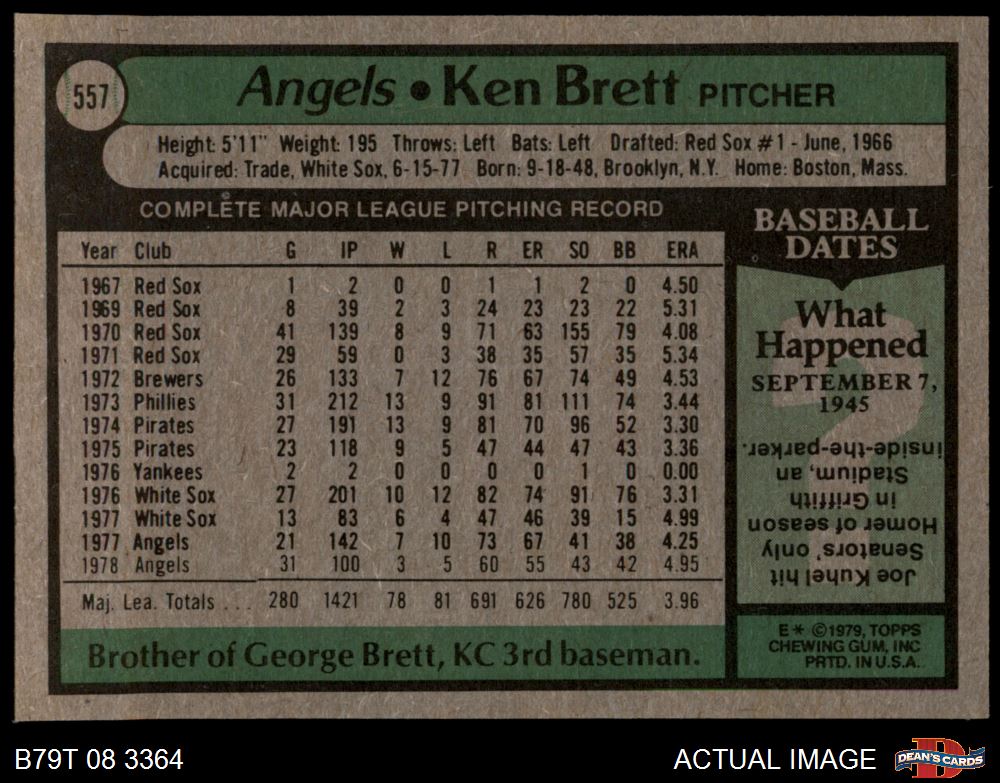 557
Angels • Ken Brett PITCHER
Height: 5'11" Weight: 195 Throws: Left Bats: Left Drafted: Red Sox #1 - June, 1966
Acquired: Trade, White Sox, 6-15-77 Born: 9-18-48, Brooklyn, N.Y. Home: Boston, Mass.
COMPLETE MAJOR LEAGUE PITCHING RECORD
Year Club G IP W L R ER SO BB ERA
1967 Red Sox 1 2 0 0 1 1 2 0 4.50
1969 Red Sox 8 39 2 3 24 23 23 22 5.31
1970 Red Sox 41 139 8 9 71 63 155 79 4.08
1971 Red Sox 29 59 0 3 38 35 57 35 5.34
1972 Brewers 26 133 7 12 76 67 74 49 4.53
1973 Phillies 31 212 13 9 91 81 111 74 3.44
1974 Pirates 27 191 13 9 81 70 96 52 3.30
1975 Pirates 23 118 9 5 47 44 47 43 3.36
1976 Yankees 2 2 0 0 0 0 1 0 0.00
1976 White Sox 27 201 10 12 82 74 91 76 3.31
1977 White Sox 13 83 6 4 47 46 39 15 4.99
1977 Angels 21 142 7 10 73 67 41 38 4.25
1978 Angels 31 100 3 5 60 55 43 42 4.95
Maj. Lea. Totals . . . 280 1421 78 81 691 626 780 525 3.96
Brother of George Brett, KC 3rd baseman.
BASEBALL
DATES
What
Happened
SEPTEMBER 7,
1945
Joe Kuhel hit
Senators' only
Homer of season
in Griffith
Stadium, an
inside-the-parker.
E* ©1979, TOPPS
CHEWING GUM, INC
PRTD. IN U.S.A.
B79T 08 3364
ACTUAL IMAGE
D
DEAN'S CARDS